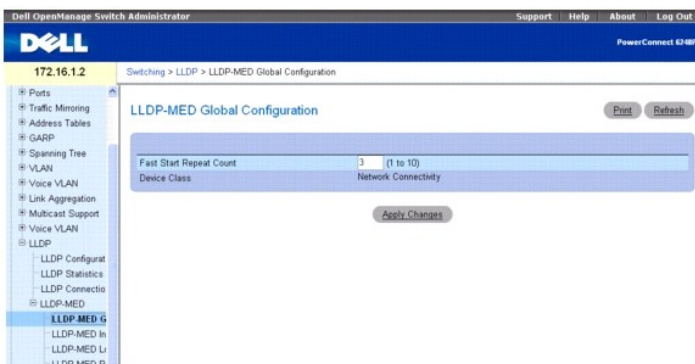 Dell OpenManage Switch Administrator
Support Help About Log Out
DELL
PowerConnect
172.16.1.2
Switching > LLDP > LLDP-MED Global Configuration
Ports
Traffic Mirroring
Address Tables
GARP
Spanning Tree
VLAN
Voice VLAN
Link Aggregation
Multicast Support
Voice VLAN
LLDP
LLDP Configurat
LLDP Statistics
LLDP Connectio
LLDP-MED
LLDP-MED G
LLDP-MED In
LLDP-MED Lo
LLDP-MED Global Configuration
Print Refresh
Fast Start Repeat Count 3 (1 to 10)
Device Class Network Connectivity
Apply Changes